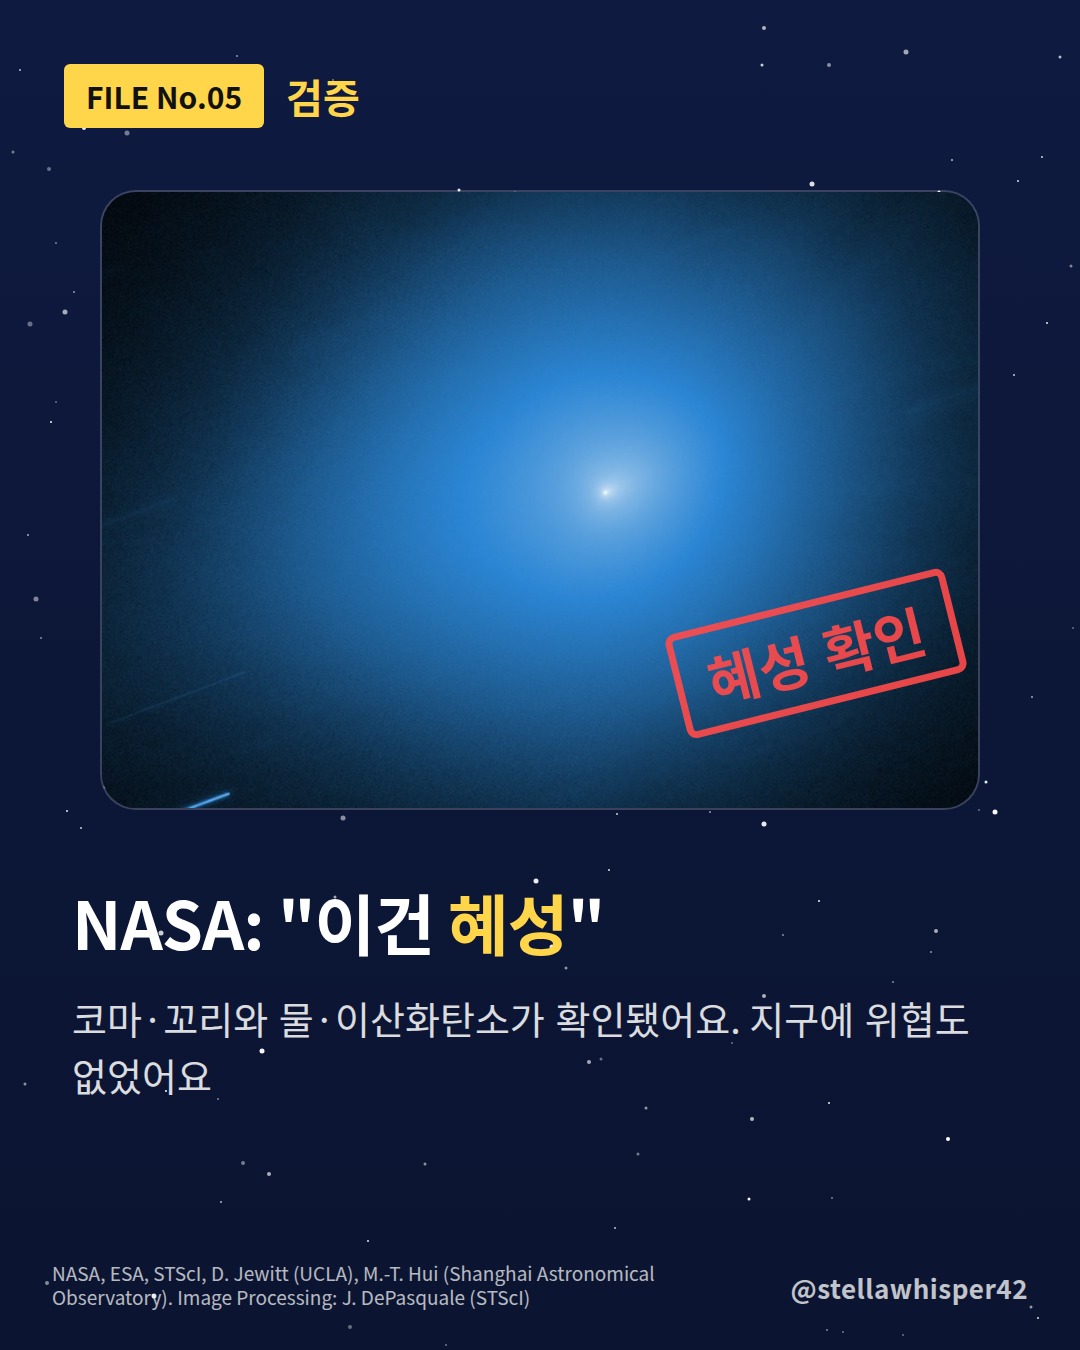 FILE No.05 검증
혜성 확인
NASA: "이건 혜성"
코마·꼬리와 물·이산화탄소가 확인됐어요. 지구에 위협도
없었어요
NASA, ESA, STScI, D. Jewitt (UCLA), M.-T. Hui (Shanghai Astronomical
Observatory). Image Processing: J. DePasquale (STScI)
@stellawhisper42